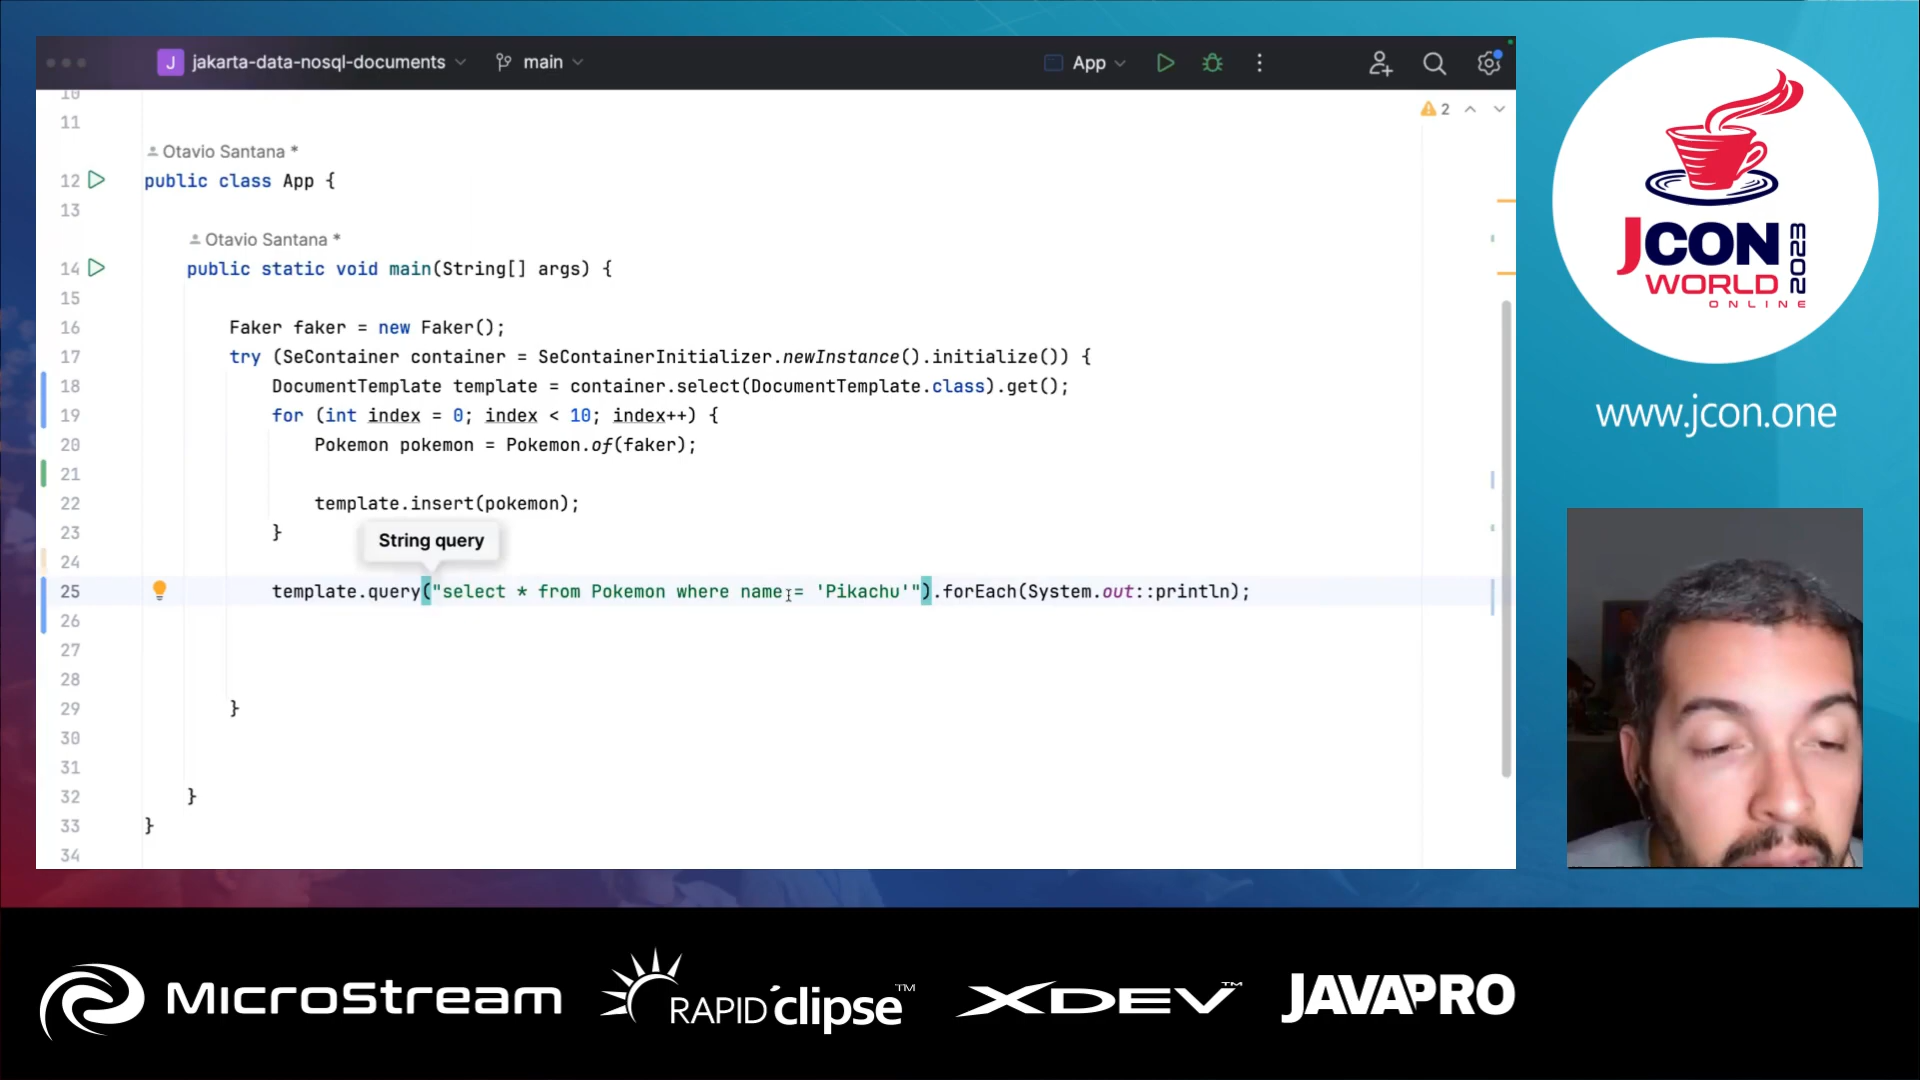 J jakarta-data-nosql-documents main App
10
11
2
Otavio Santana *
12 public class App {
13
Otavio Santana *
14 public static void main(String[] args) {
15
16 Faker faker = new Faker();
17 try (SeContainer container = SeContainerInitializer.newInstance().initialize()) {
18 DocumentTemplate template = container.select(DocumentTemplate.class).get();
19 for (int index = 0; index < 10; index++) {
20 Pokemon pokemon = Pokemon.of(faker);
21
22 template.insert(pokemon);
23 }
String query
24
25 template.query("select * from Pokemon where name = 'Pikachu'").forEach(System.out::println);
26
27
28
29 }
30
31
32 }
33 }
34
JCON
WORLD
ONLINE
2023
www.jcon.one
MicroStream RAPID'clipse™ XDEV™ JAVAPRO